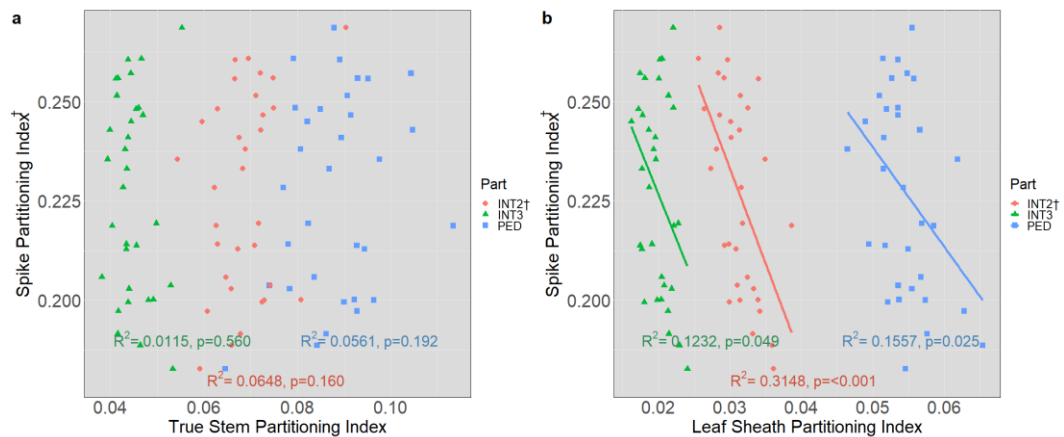 a
Spike Partitioning Index†
0.250
0.225
0.200
R²= 0.0115, p=0.560
R²= 0.0561, p=0.192
R²= 0.0648, p=0.160
0.04 0.06 0.08 0.10
True Stem Partitioning Index
Part
INT2†
INT3
PED
b
Spike Partitioning Index†
0.250
0.225
0.200
R²= 0.1232, p=0.049
R²= 0.1557, p=0.025
R²= 0.3148, p=<0.001
0.02 0.03 0.04 0.05 0.06
Leaf Sheath Partitioning Index
Part
INT2†
INT3
PED